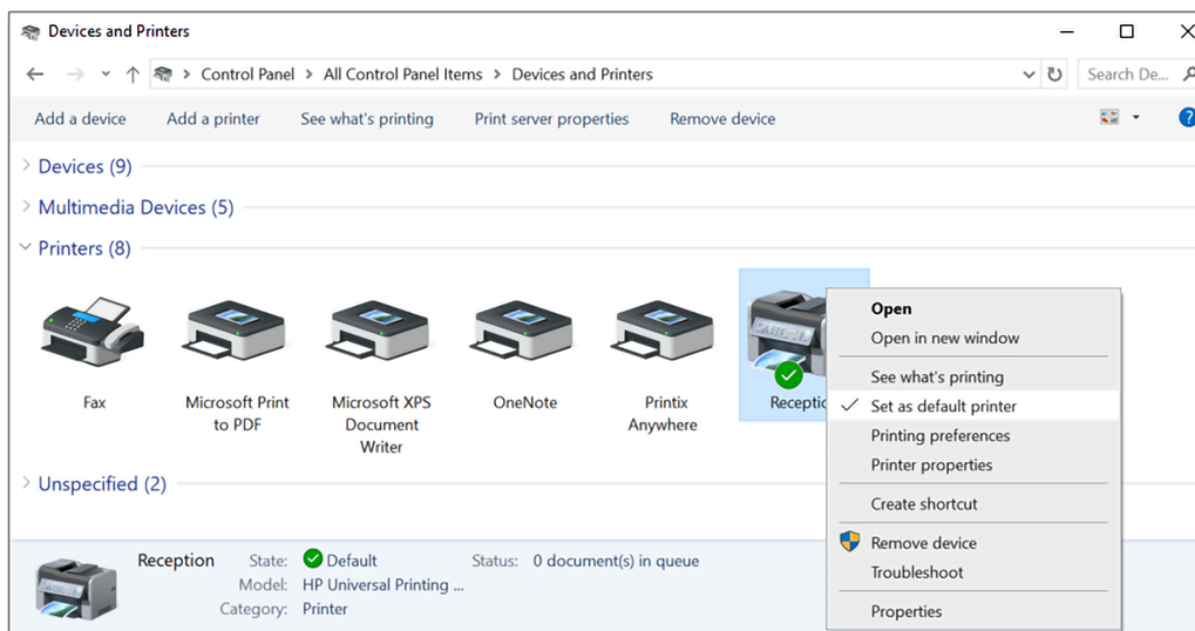 Devices and Printers
Control Panel > All Control Panel Items > Devices and Printers
Search De...
Add a device Add a printer See what's printing Print server properties Remove device
Devices (9)
Multimedia Devices (5)
Printers (8)
Fax
Microsoft Print
to PDF
Microsoft XPS
Document
Writer
OneNote
Printix
Anywhere
Receptio
Open
Open in new window
See what's printing
Set as default printer
Printing preferences
Printer properties
Create shortcut
Remove device
Troubleshoot
Properties
Unspecified (2)
Reception State: Default Status: 0 document(s) in queue
Model: HP Universal Printing ...
Category: Printer